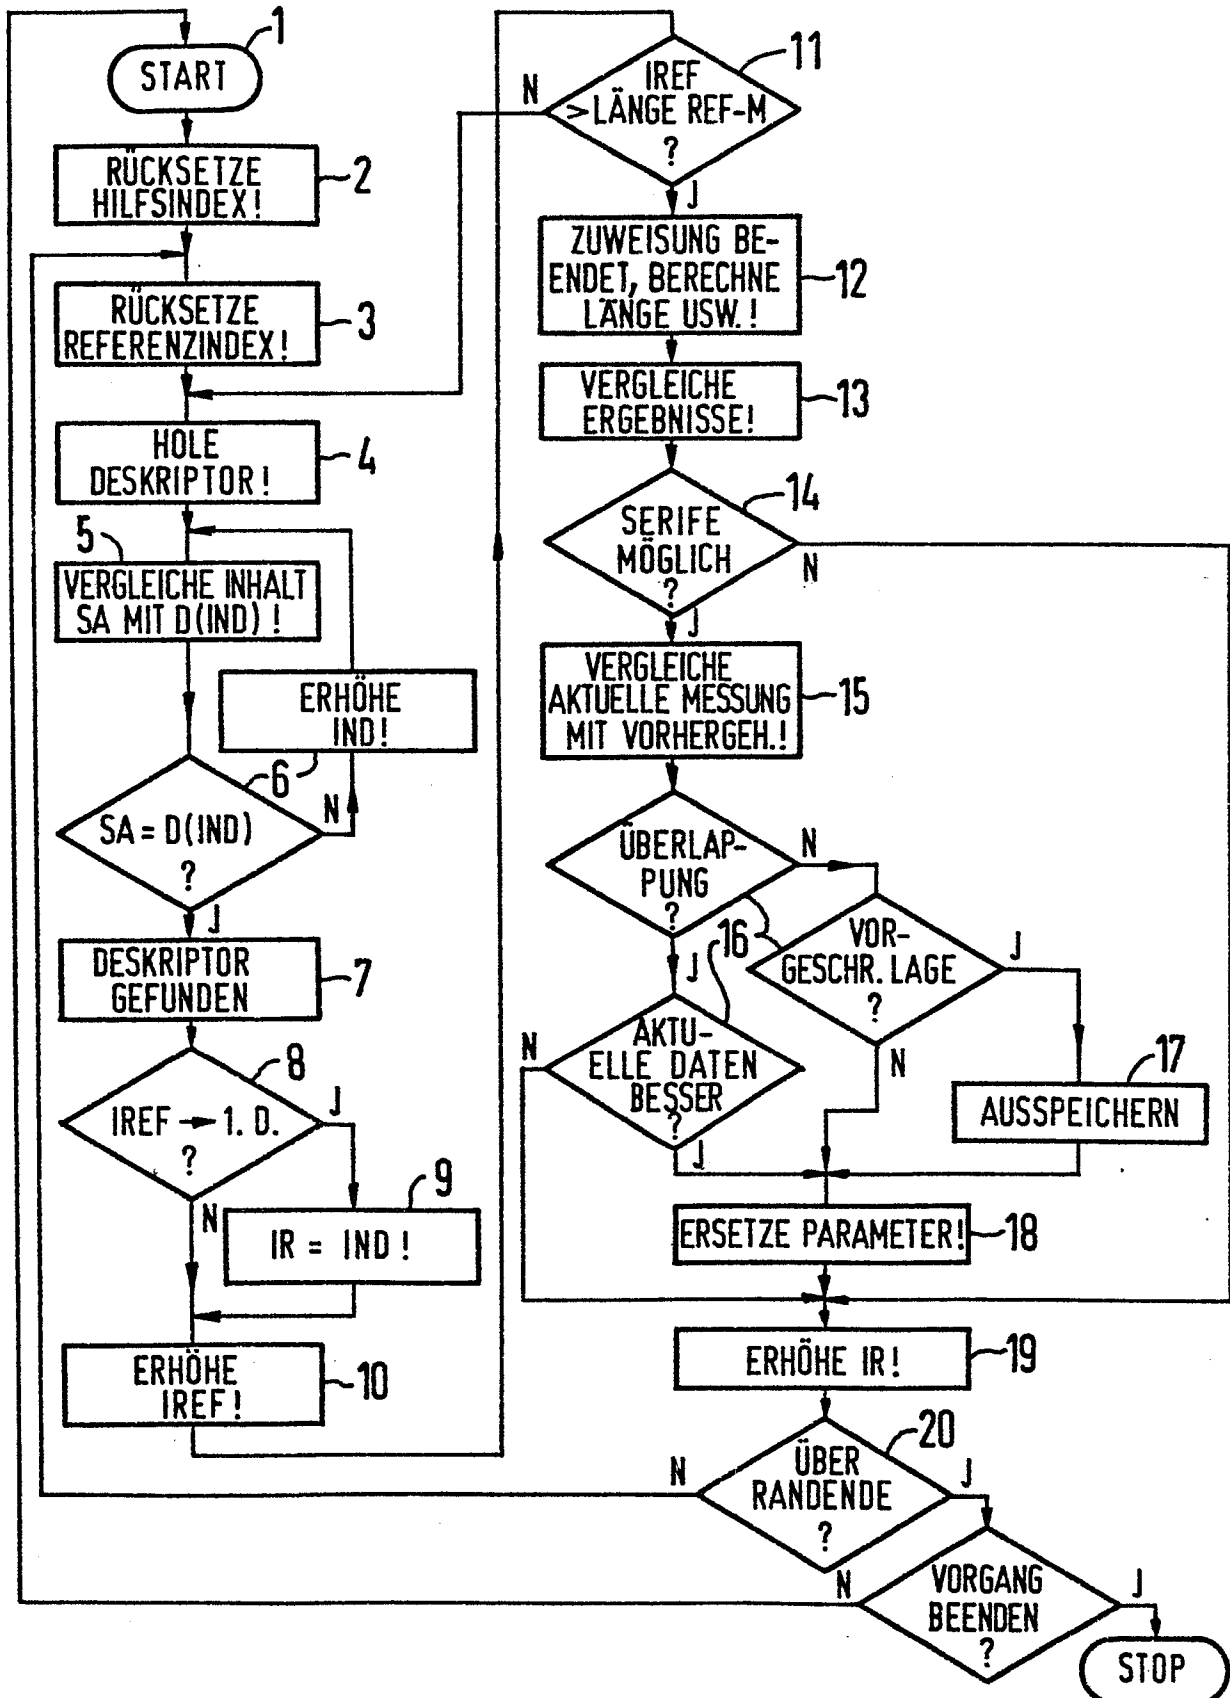 1
START
RÜCKSETZE
HILFSINDEX!
2
RÜCKSETZE
REFERENZINDEX!
3
HOLE
DESKRIPTOR!
4
5
VERGLEICHE INHALT
SA MIT D(IND) !
ERHÖHE
IND!
6
SA = D(IND)
?
N
J
DESKRIPTOR
GEFUNDEN
7
8
IREF → 1. D.
?
J
N
9
IR = IND !
ERHÖHE
IREF!
10
11
IREF
> LÄNGE REF-M
?
N
J
ZUWEISUNG BE-
ENDET, BERECHNE
LÄNGE USW. !
12
VERGLEICHE
ERGEBNISSE!
13
14
SERIFE
MÖGLICH
?
N
J
VERGLEICHE
AKTUELLE MESSUNG
MIT VORHERGEH.!
15
ÜBERLAP-
PUNG
?
N
J
16
VOR-
GESCHR. LAGE
?
J
N
AKTU-
ELLE DATEN
BESSER
?
N
J
17
AUSSPEICHERN
ERSETZE PARAMETER!
18
ERHÖHE IR!
19
20
ÜBER
RANDENDE
?
N
J
VORGANG
BEENDEN
?
N
J
STOP